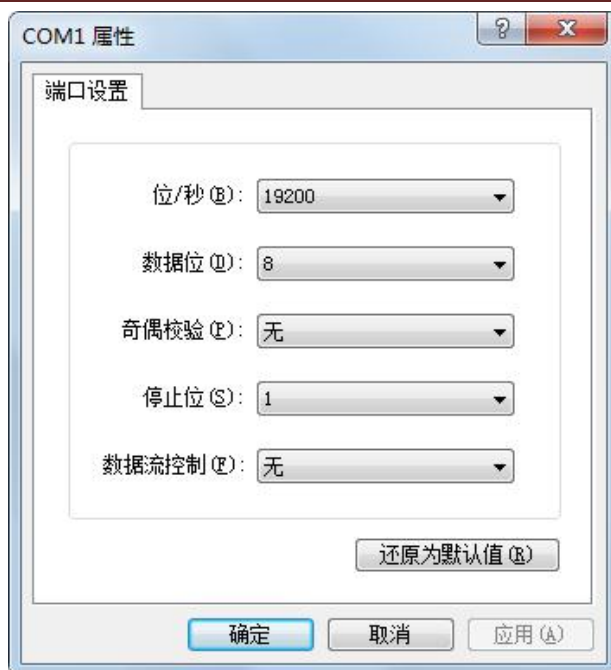 COM1 属性
端口设置
位/秒(B): 19200
数据位(D): 8
奇偶校验(P): 无
停止位(S): 1
数据流控制(F): 无
还原为默认值(R)
确定 取消 应用(A)